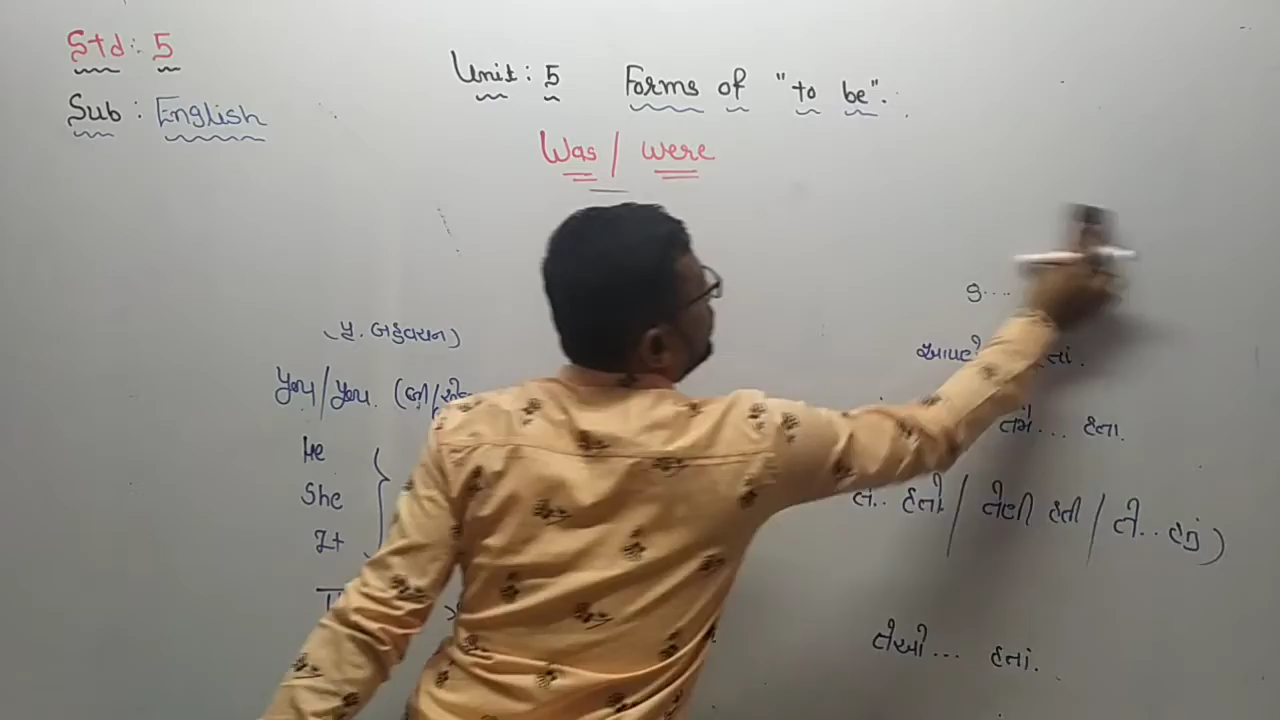 Std : 5
Sub : English
Unit : 5 Forms of "to be".
Was / were
g...
(પુ. બહુવચન)
You / You. (બી/
He
She
It
હતા.
તમે... હતા.
તે.. હતો / તેણી હતી / તે.. હતું)
તેઓ... હતાં.